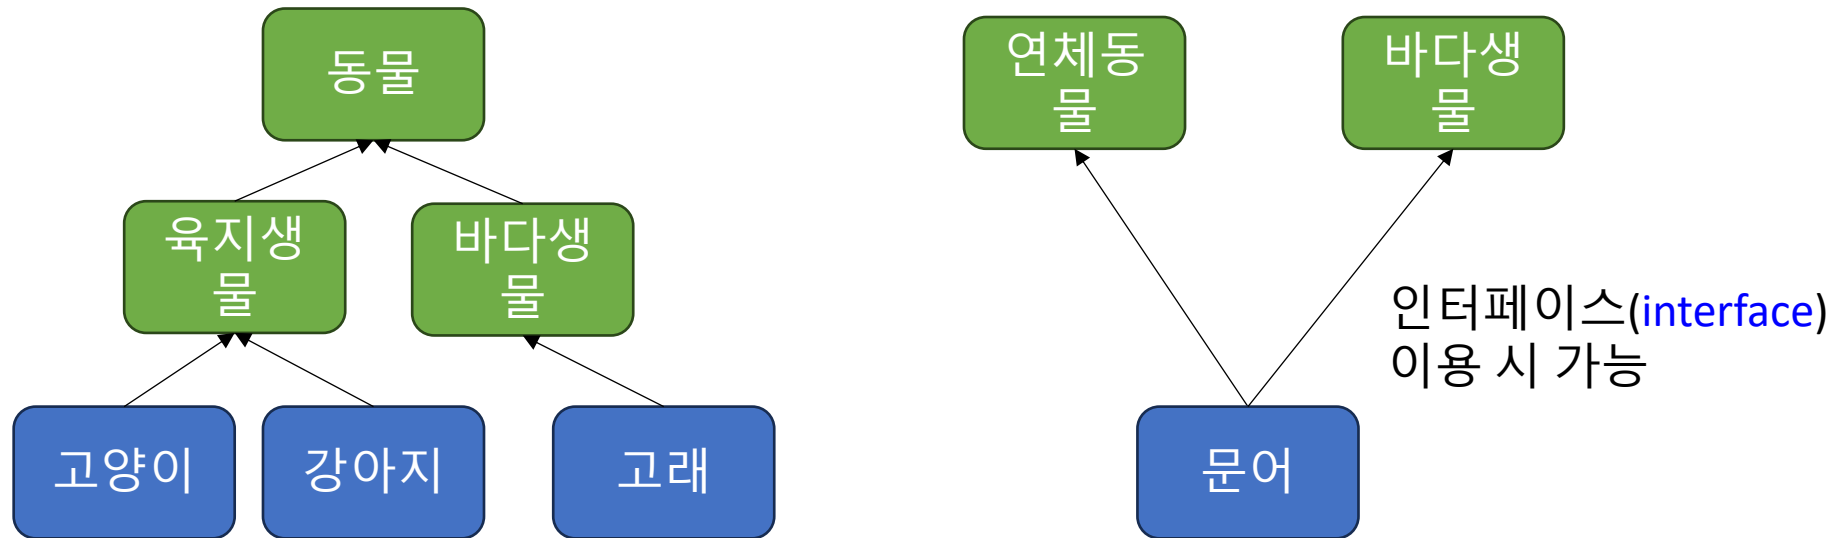 동물
연체동
물
바다생
물
육지생
물
바다생
물
인터페이스(interface)
이용 시 가능
고양이
강아지
고래
문어